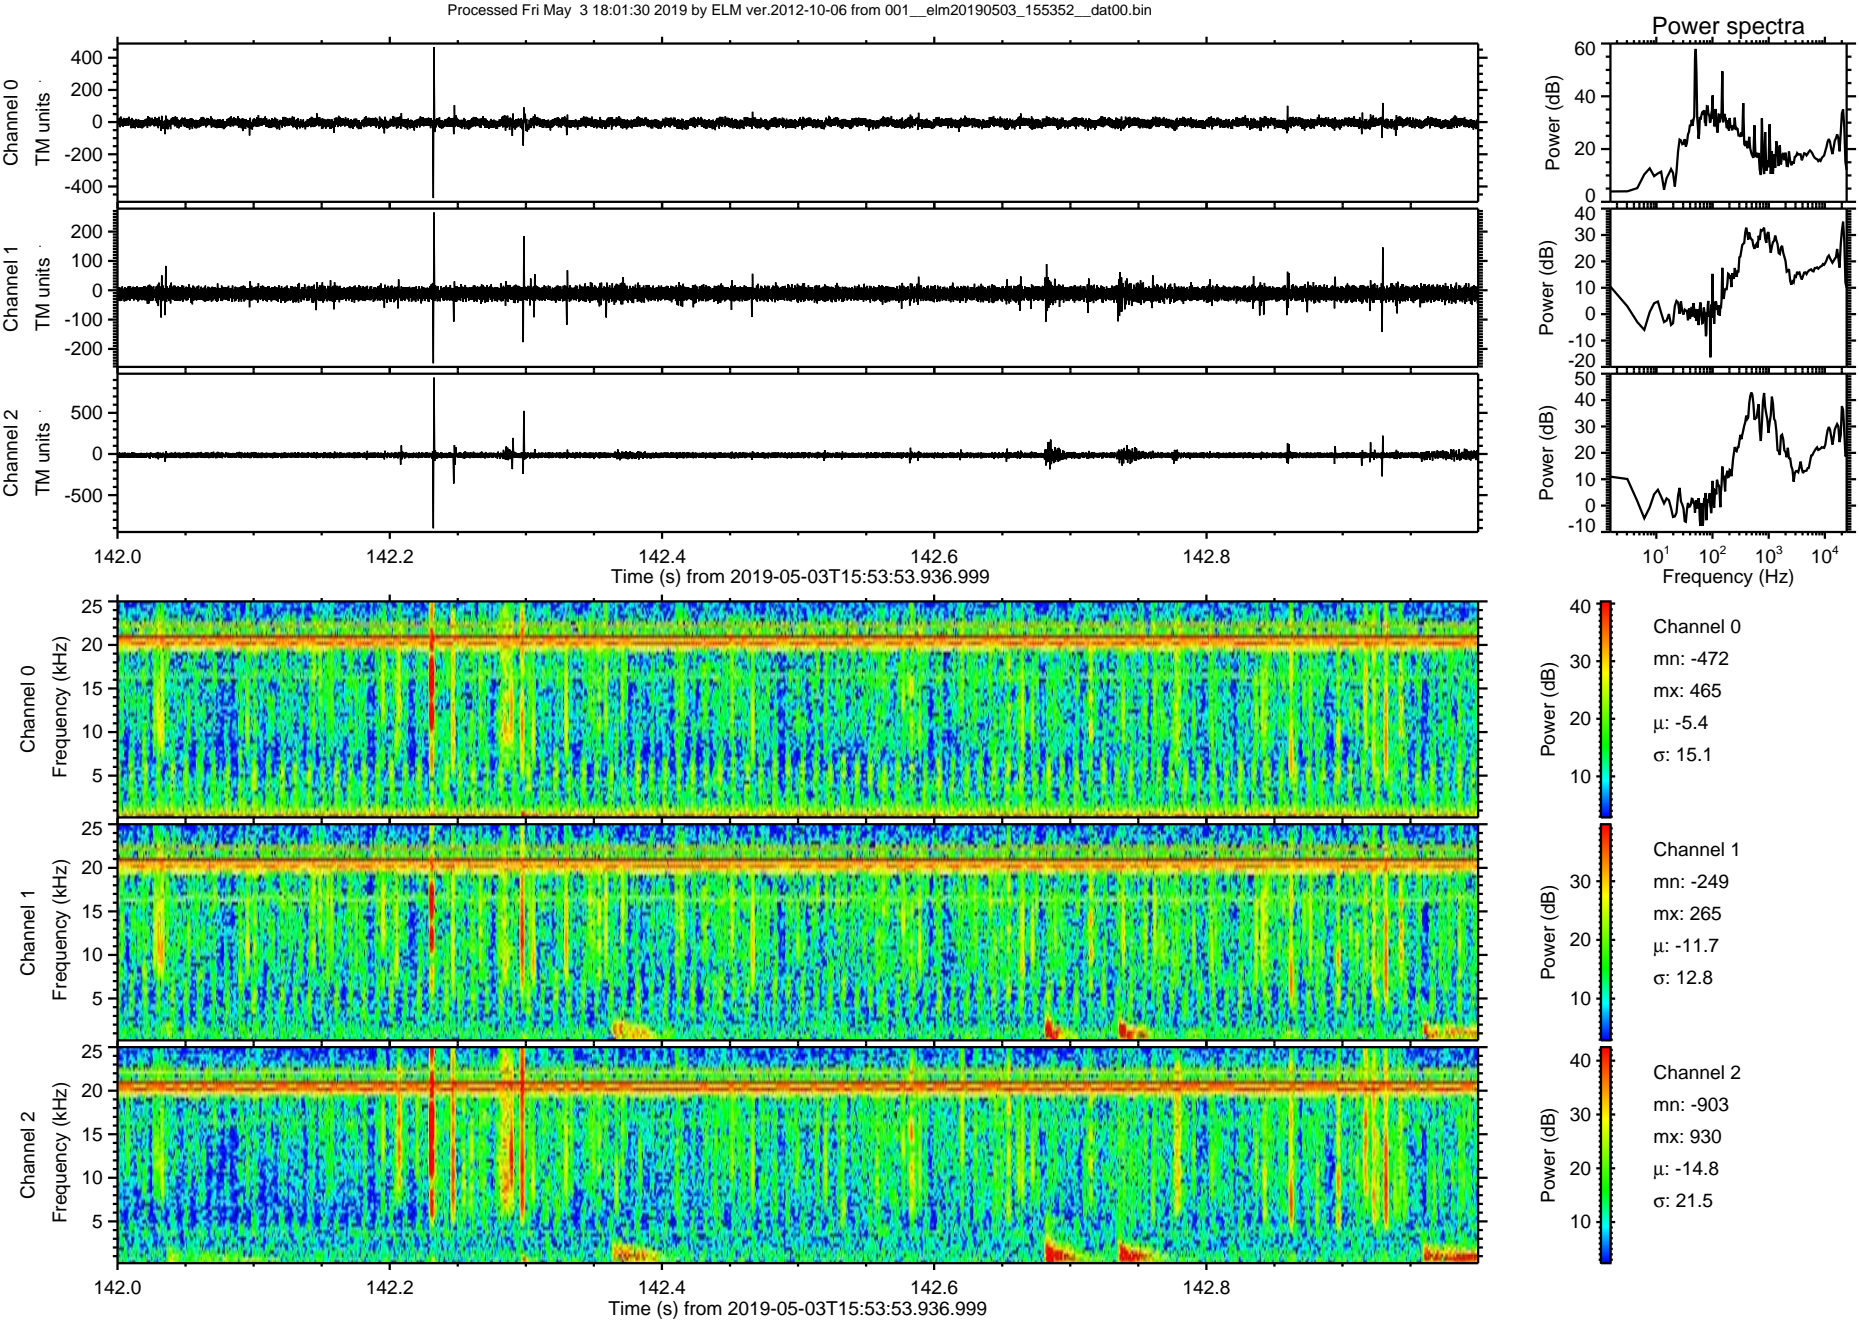 Processed Fri May  3 18:01:30 2019 by ELM ver.2012-10-06 from 001__elm20190503_155352__dat00.bin
Power spectra
Channel 0
TM units
400
200
0
-200
-400
Power (dB)
60
40
20
0
Channel 1
TM units
200
100
0
-100
-200
Power (dB)
40
30
20
10
0
-10
-20
Channel 2
TM units
500
0
-500
Power (dB)
50
40
30
20
10
0
-10
142.0 142.2 142.4 142.6 142.8
Time (s) from 2019-05-03T15:53:53.936.999
10¹ 10² 10³ 10⁴
Frequency (Hz)
Channel 0
Frequency (kHz)
25
20
15
10
5
Power (dB)
40
30
20
10
Channel 0
mn: -472
mx: 465
μ: -5.4
σ: 15.1
Channel 1
Frequency (kHz)
25
20
15
10
5
Power (dB)
30
20
10
Channel 1
mn: -249
mx: 265
μ: -11.7
σ: 12.8
Channel 2
Frequency (kHz)
25
20
15
10
5
Power (dB)
40
30
20
10
Channel 2
mn: -903
mx: 930
μ: -14.8
σ: 21.5
142.0 142.2 142.4 142.6 142.8
Time (s) from 2019-05-03T15:53:53.936.999